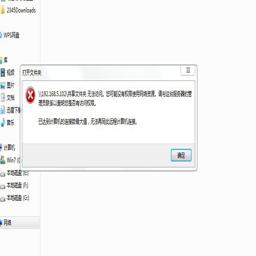 2345Downloads
WPS网盘
库
视频
图片
文档
迅雷下载
音乐
计算机
Win7 (C:
本地磁盘 (E:)
本地磁盘 (F:)
本地磁盘 (G:)
网络
打开文件夹
\\192.168.5.102\共享文件夹 无法访问。您可能没有权限使用网络资源。请与这台服务器的管
理员联系以查明您是否有访问权限。
已达到计算机的连接数最大值，无法再同此远程计算机连接。
确定